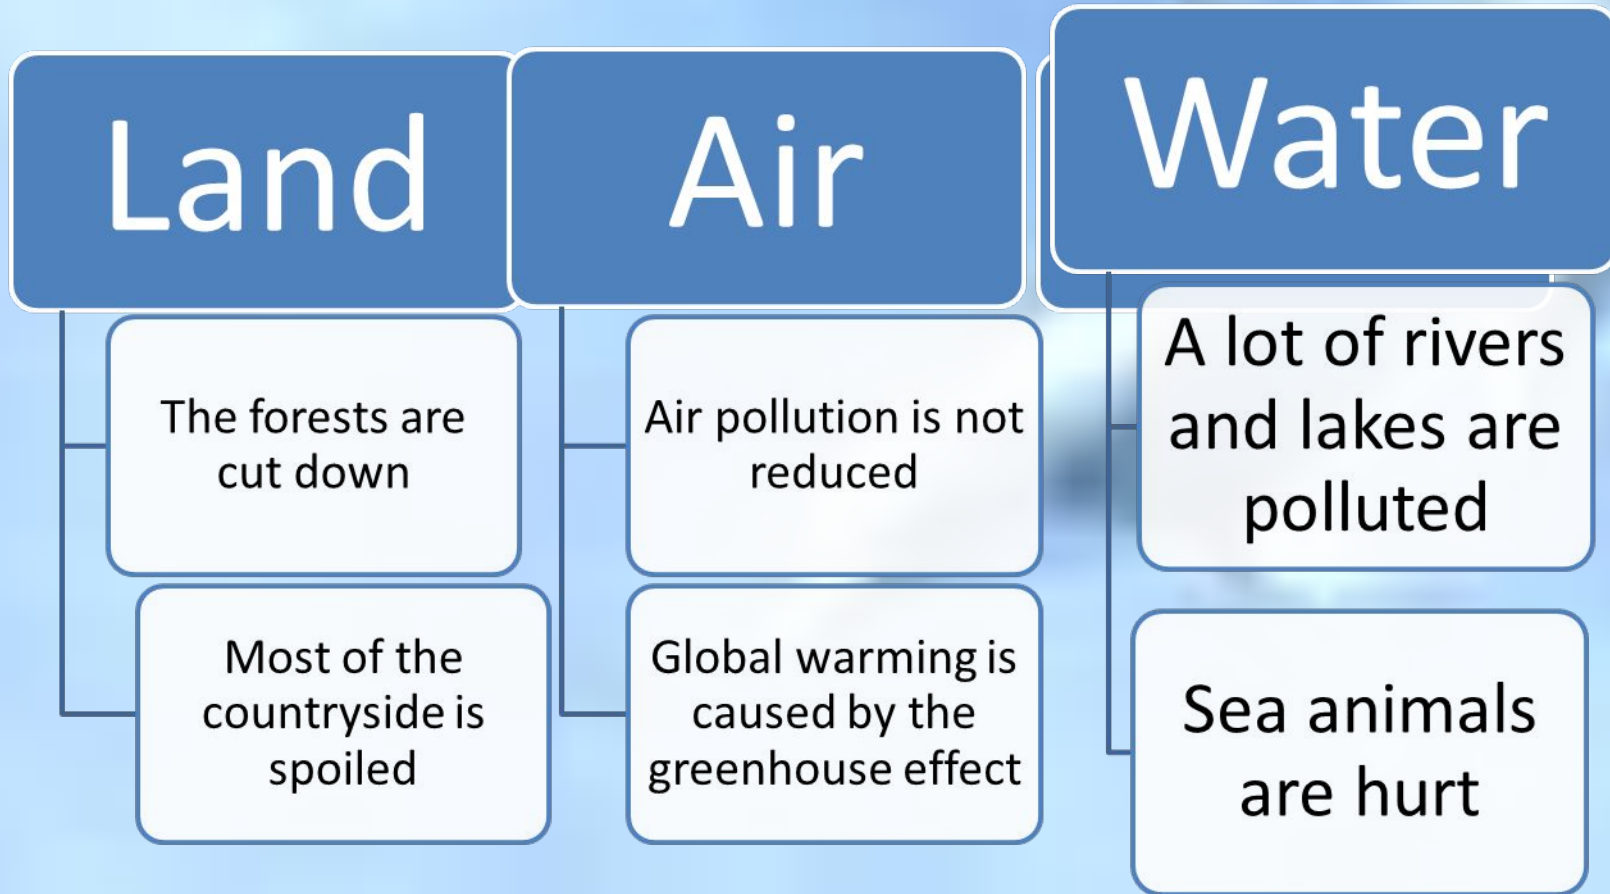 Land
The forests are
cut down
Most of the
countryside is
spoiled
Air
Air pollution is not
reduced
Global warming is
caused by the
greenhouse effect
Water
A lot of rivers
and lakes are
polluted
Sea animals
are hurt